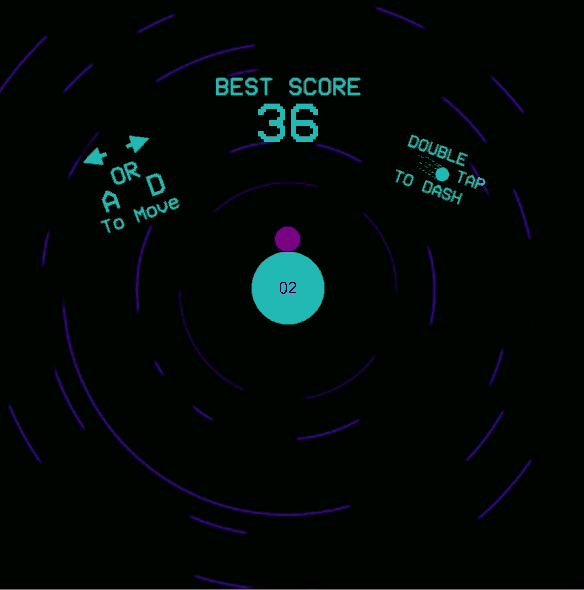 BEST SCORE
36
OR
A D
To Move
DOUBLE
TAP
TO DASH
02